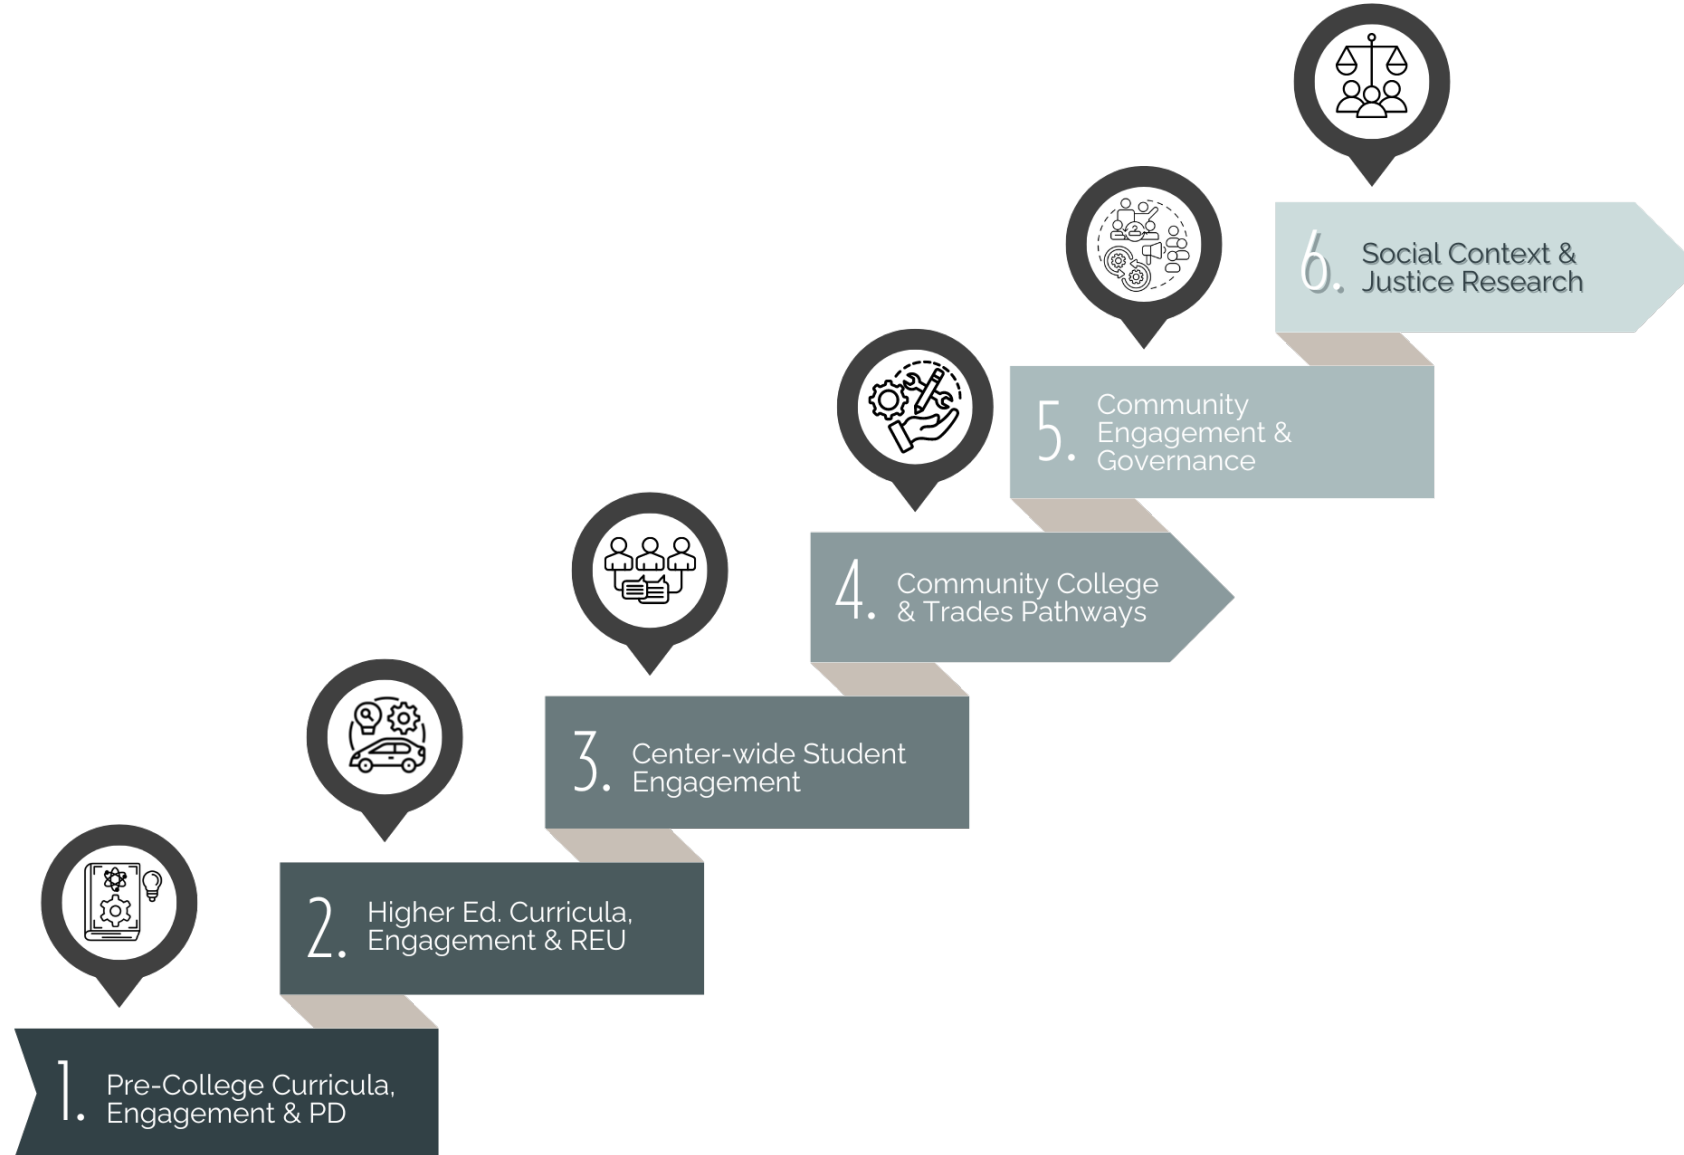 1. Pre-College Curricula,
Engagement & PD
2. Higher Ed. Curricula,
Engagement & REU
3. Center-wide Student
Engagement
4. Community College
& Trades Pathways
5. Community
Engagement &
Governance
6. Social Context &
Justice Research